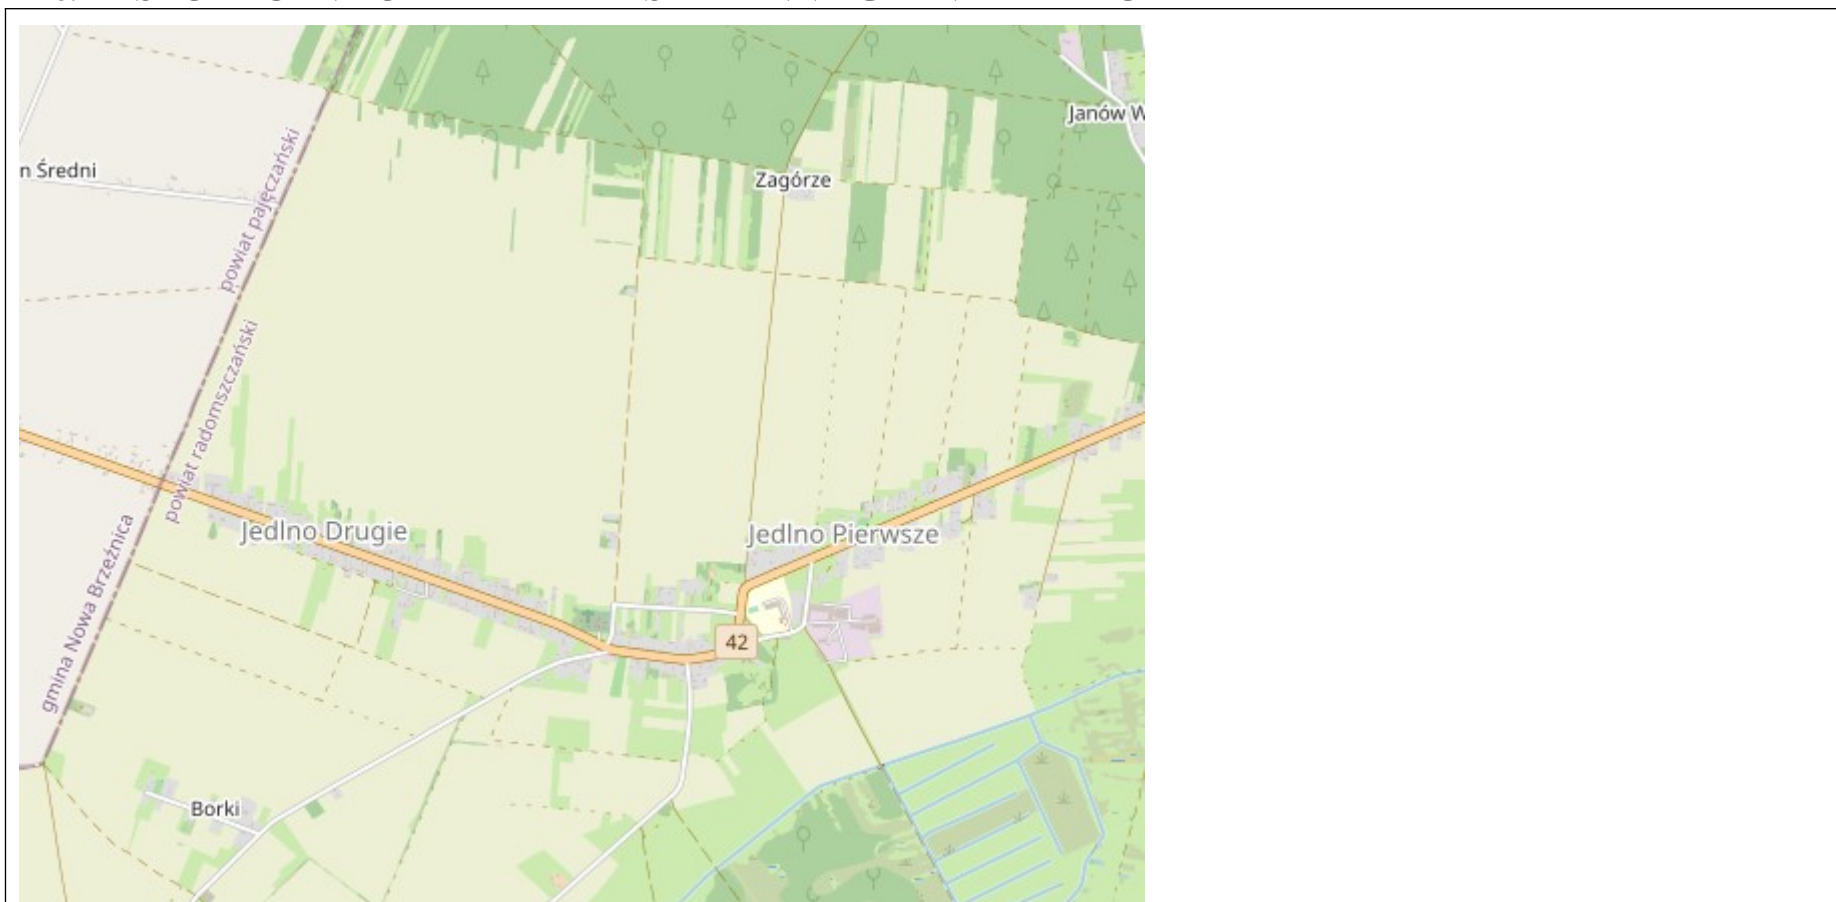 Janów W
n Średni
Zagórze
powiat pajęczański
powiat radomszczański
Jedlno Drugie
Jedlno Pierwsze
gmina Nowa Brzeźnica
42
Borki